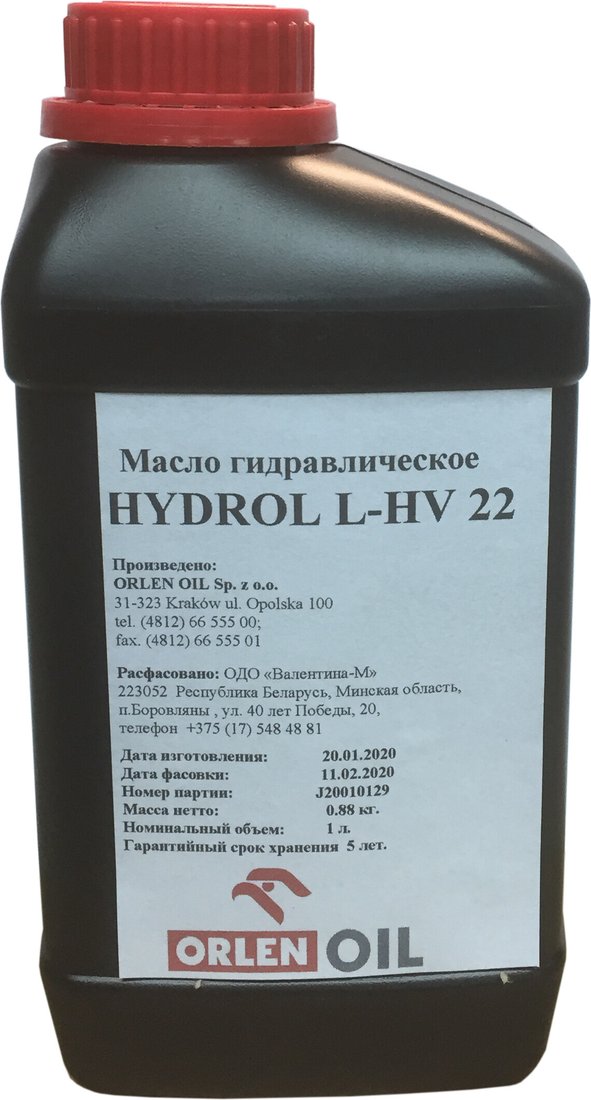 Масло гидравлическое
HYDROL L-HV 22
Произведено:
ORLEN OIL Sp. z o.o.
31-323 Kraków ul. Opolska 100
tel. (4812) 66 555 00;
fax. (4812) 66 555 01
Расфасовано: ОДО «Валентина-М»
223052 Республика Беларусь, Минская область,
п.Боровляны , ул. 40 лет Победы, 20,
телефон +375 (17) 548 48 81
Дата изготовления: 20.01.2020
Дата фасовки: 11.02.2020
Номер партии: J20010129
Масса нетто: 0.88 кг.
Номинальный объем: 1 л.
Гарантийный срок хранения 5 лет.
ORLEN OIL